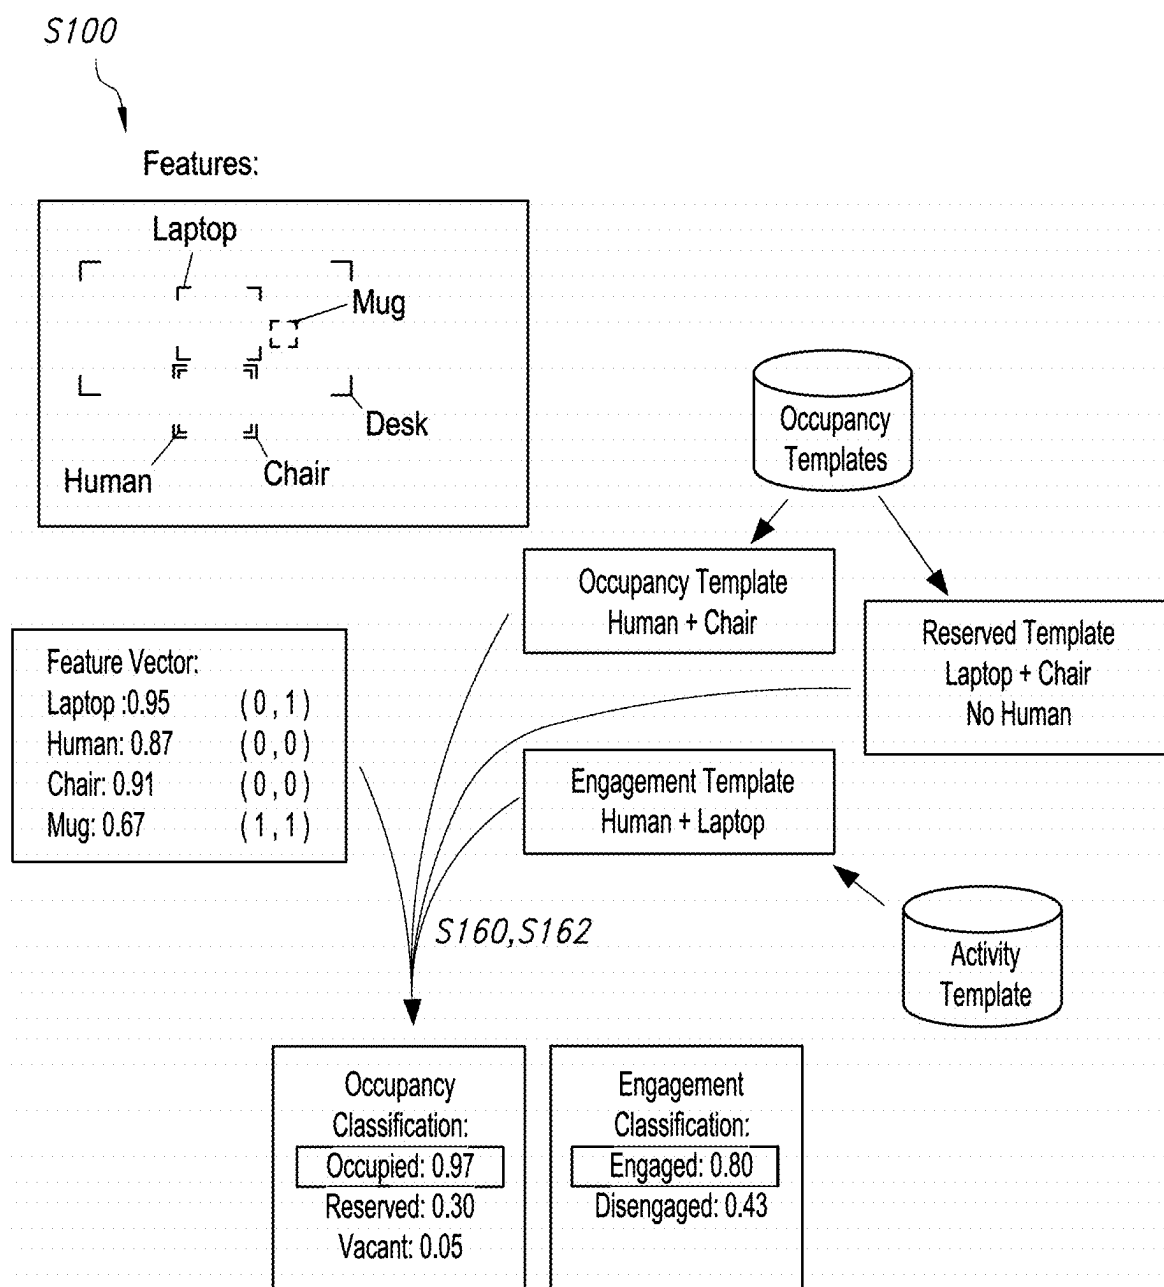 S100
Features:
Laptop
Mug
Desk
Human
Chair
Occupancy
Templates
Occupancy Template
Human + Chair
Reserved Template
Laptop + Chair
No Human
Feature Vector:
Laptop :0.95 (0,1)
Human: 0.87 (0,0)
Chair: 0.91 (0,0)
Mug: 0.67 (1,1)
Engagement Template
Human + Laptop
S160,S162
Activity
Template
Occupancy
Classification:
Occupied: 0.97
Reserved: 0.30
Vacant: 0.05
Engagement
Classification:
Engaged: 0.80
Disengaged: 0.43